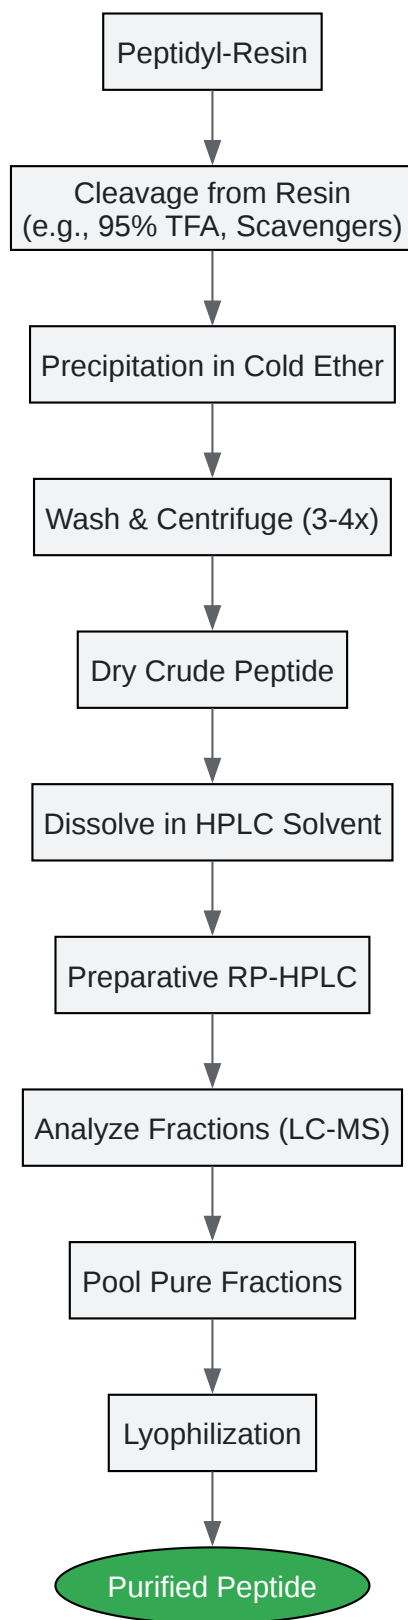 Peptidyl-Resin
Cleavage from Resin
(e.g., 95% TFA, Scavengers)
Precipitation in Cold Ether
Wash & Centrifuge (3-4x)
Dry Crude Peptide
Dissolve in HPLC Solvent
Preparative RP-HPLC
Analyze Fractions (LC-MS)
Pool Pure Fractions
Lyophilization
Purified Peptide